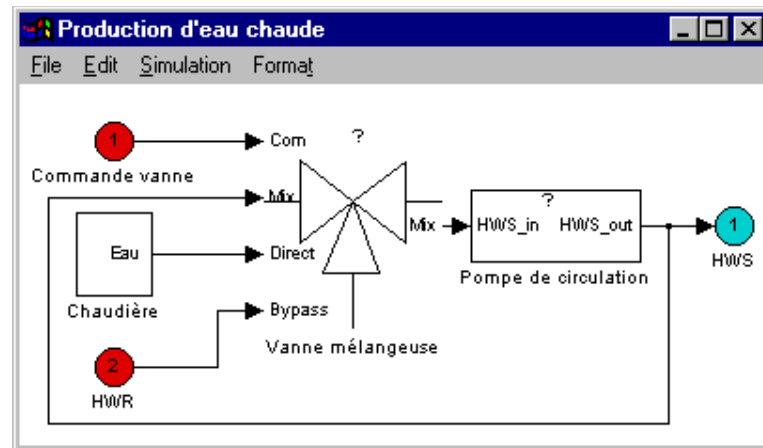 Production d'eau chaude
File Edit Simulation Format
1
Com
?
Commande vanne
Mix
Mix
HWS_in
?
HWS_out
1
HWS
Eau
Direct
Pompe de circulation
Chaudière
Bypass
Vanne mélangeuse
2
HWR